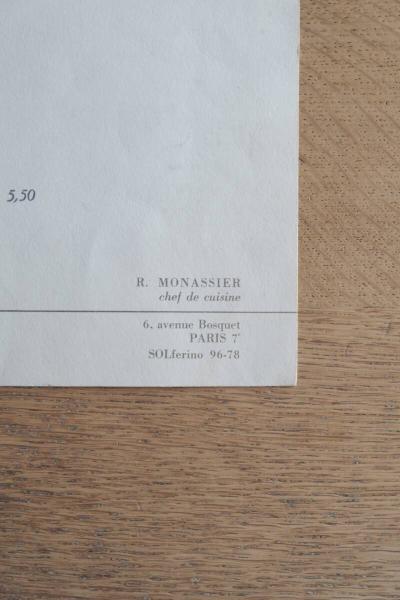 5,50
R. MONASSIER
chef de cuisine
6, avenue Bosquet
PARIS 7e
SOLferino 96-78